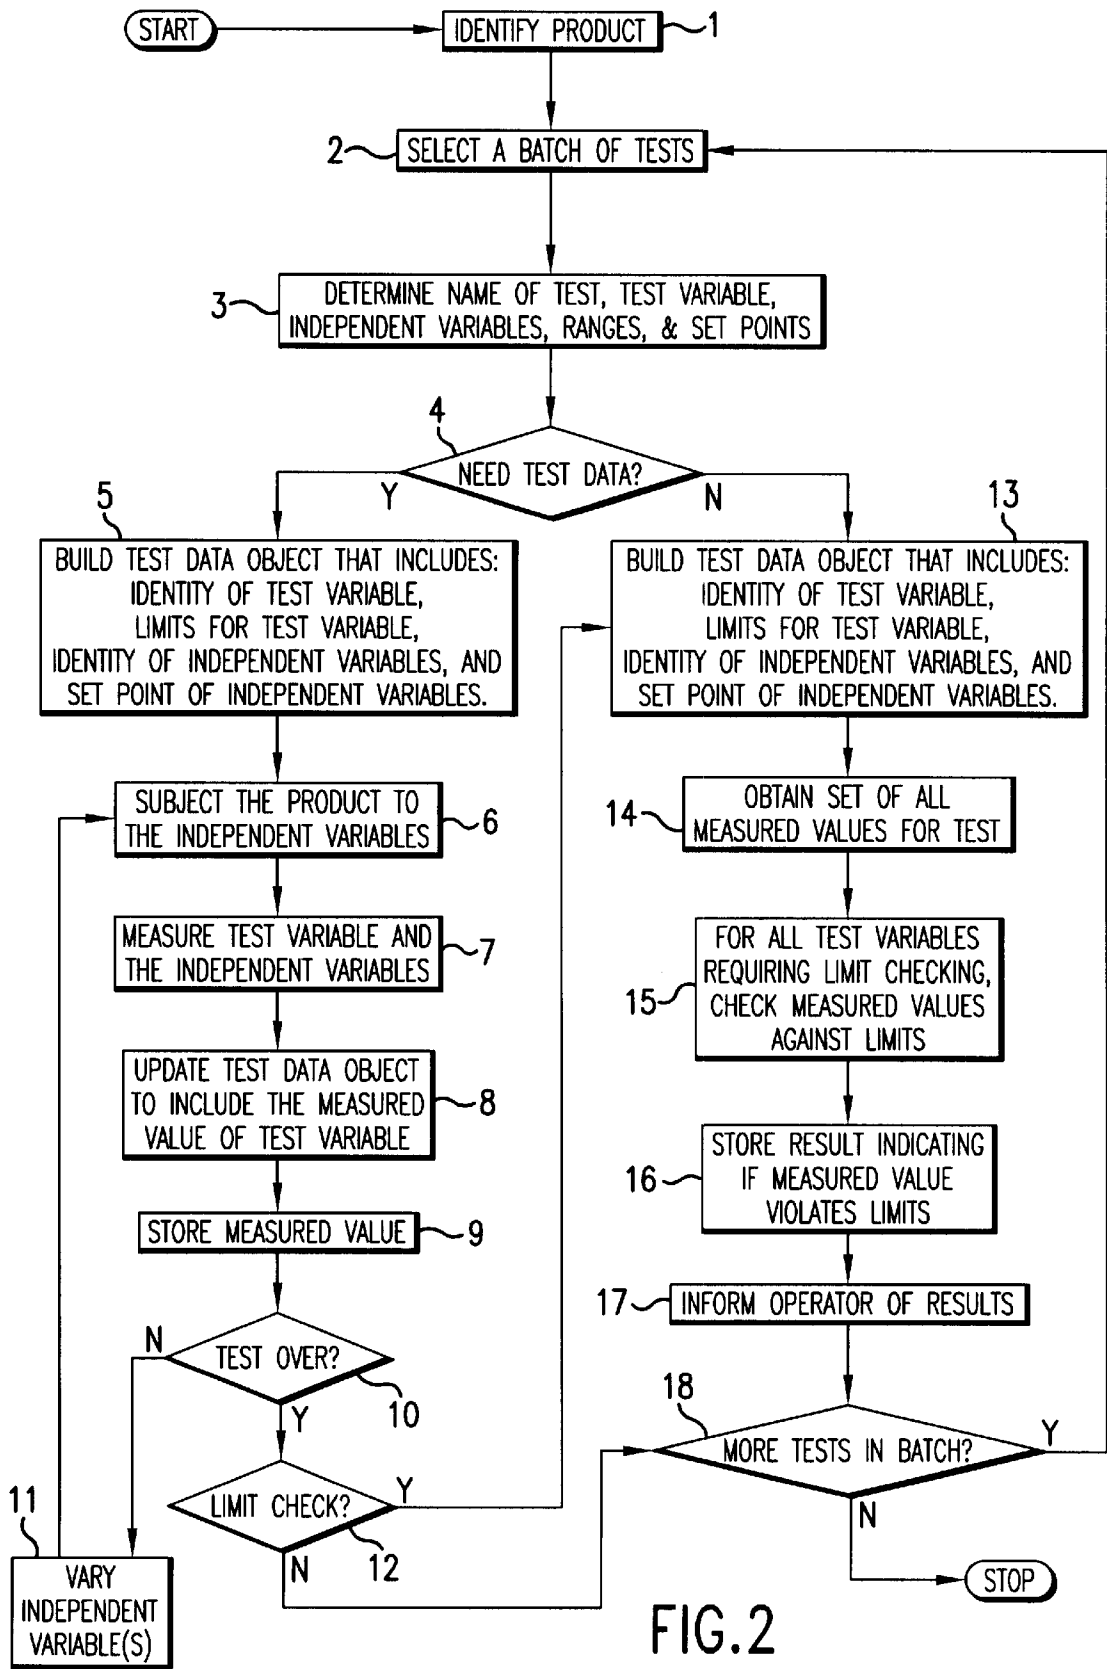 START
IDENTIFY PRODUCT
1
2
SELECT A BATCH OF TESTS
3
DETERMINE NAME OF TEST, TEST VARIABLE,
INDEPENDENT VARIABLES, RANGES, & SET POINTS
4
NEED TEST DATA?
Y
N
5
BUILD TEST DATA OBJECT THAT INCLUDES:
IDENTITY OF TEST VARIABLE,
LIMITS FOR TEST VARIABLE,
IDENTITY OF INDEPENDENT VARIABLES, AND
SET POINT OF INDEPENDENT VARIABLES.
SUBJECT THE PRODUCT TO
THE INDEPENDENT VARIABLES
6
MEASURE TEST VARIABLE AND
THE INDEPENDENT VARIABLES
7
UPDATE TEST DATA OBJECT
TO INCLUDE THE MEASURED
VALUE OF TEST VARIABLE
8
STORE MEASURED VALUE
9
N
TEST OVER?
10
Y
LIMIT CHECK?
Y
12
N
11
VARY
INDEPENDENT
VARIABLE(S)
13
BUILD TEST DATA OBJECT THAT INCLUDES:
IDENTITY OF TEST VARIABLE,
LIMITS FOR TEST VARIABLE,
IDENTITY OF INDEPENDENT VARIABLES, AND
SET POINT OF INDEPENDENT VARIABLES.
14
OBTAIN SET OF ALL
MEASURED VALUES FOR TEST
15
FOR ALL TEST VARIABLES
REQUIRING LIMIT CHECKING,
CHECK MEASURED VALUES
AGAINST LIMITS
16
STORE RESULT INDICATING
IF MEASURED VALUE
VIOLATES LIMITS
17
INFORM OPERATOR OF RESULTS
18
MORE TESTS IN BATCH?
Y
N
STOP
FIG.2